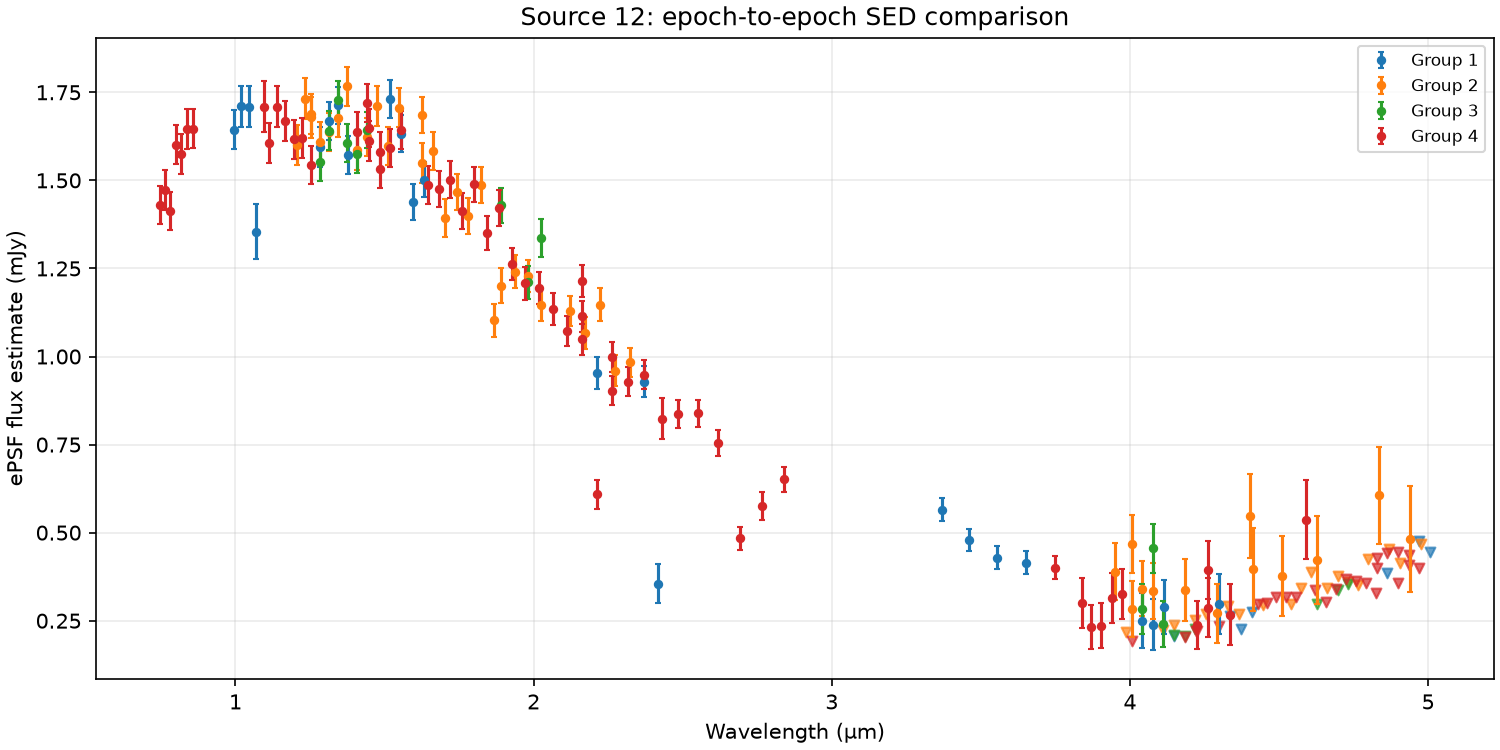 Source 12: epoch-to-epoch SED comparison
Group 1
Group 2
Group 3
Group 4
1.75
1.50
1.25
1.00
0.75
0.50
0.25
ePSF flux estimate (mJy)
1
2
3
4
5
Wavelength (µm)